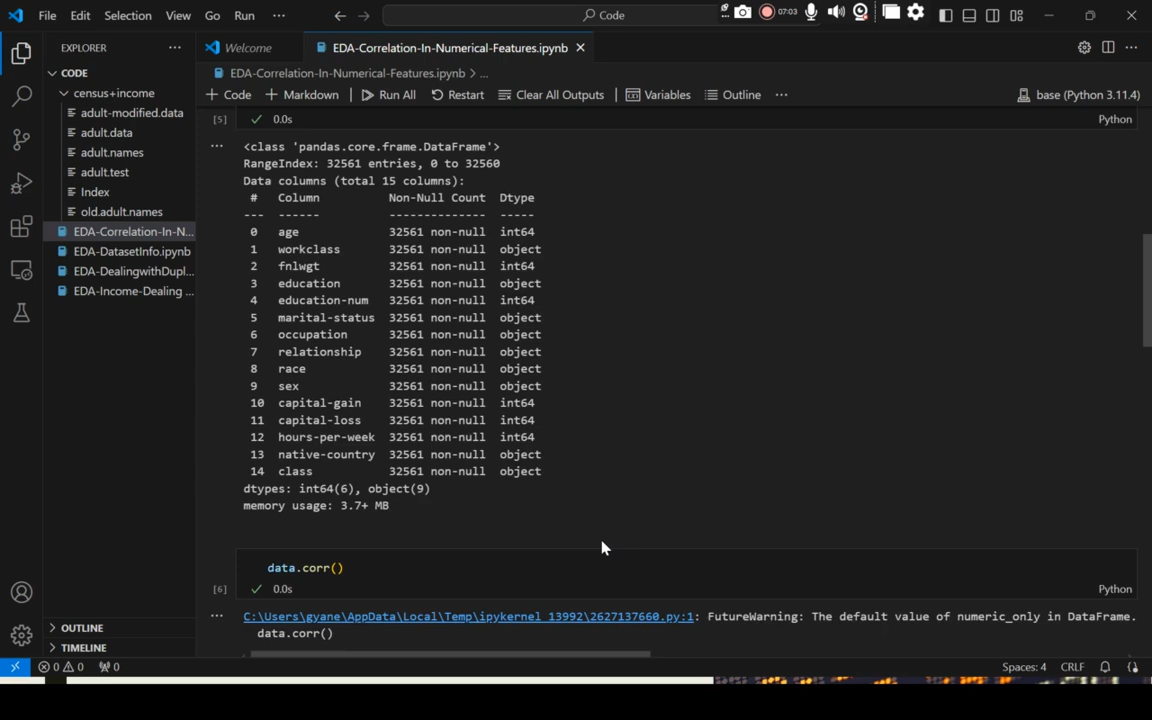 File Edit Selection View Go Run ··· Code 07:03
EXPLORER ··· Welcome EDA-Correlation-In-Numerical-Features.ipynb
CODE
EDA-Correlation-In-Numerical-Features.ipynb > ...
census+income
+ Code + Markdown | Run All Restart Clear All Outputs | Variables Outline ··· base (Python 3.11.4)
adult-modified.data
adult.data
adult.names
adult.test
Index
old.adult.names
EDA-Correlation-In-N...
EDA-DatasetInfo.ipynb
EDA-DealingwithDupl...
EDA-Income-Dealing ...
OUTLINE
TIMELINE
[5] 0.0s Python
<class 'pandas.core.frame.DataFrame'>
RangeIndex: 32561 entries, 0 to 32560
Data columns (total 15 columns):
# Column Non-Null Count Dtype
--- ------ -------------- -----
0 age 32561 non-null int64
1 workclass 32561 non-null object
2 fnlwgt 32561 non-null int64
3 education 32561 non-null object
4 education-num 32561 non-null int64
5 marital-status 32561 non-null object
6 occupation 32561 non-null object
7 relationship 32561 non-null object
8 race 32561 non-null object
9 sex 32561 non-null object
10 capital-gain 32561 non-null int64
11 capital-loss 32561 non-null int64
12 hours-per-week 32561 non-null int64
13 native-country 32561 non-null object
14 class 32561 non-null object
dtypes: int64(6), object(9)
memory usage: 3.7+ MB
data.corr()
[6] 0.0s Python
C:\Users\gyane\AppData\Local\Temp\ipykernel_13992\2627137660.py:1: FutureWarning: The default value of numeric_only in DataFrame.
data.corr()
0 0 0 Spaces: 4 CRLF